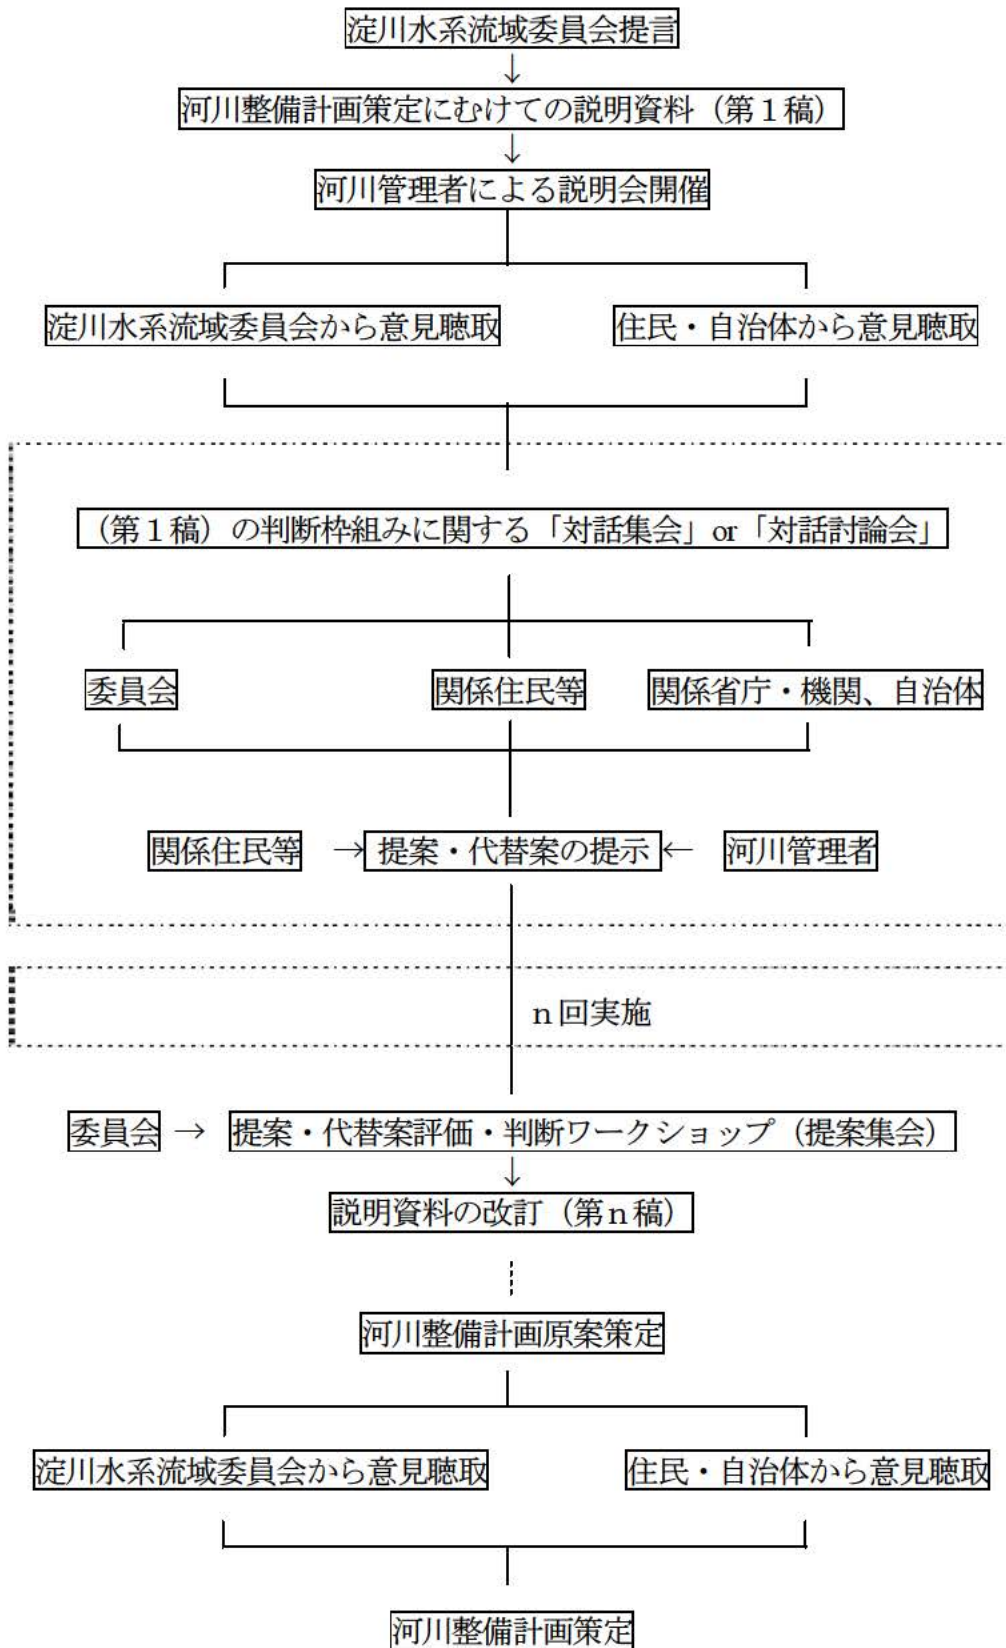 淀川水系流域委員会提言
↓
河川整備計画策定にむけての説明資料（第１稿）
↓
河川管理者による説明会開催
淀川水系流域委員会から意見聴取
住民・自治体から意見聴取
（第１稿）の判断枠組みに関する「対話集会」or「対話討論会」
委員会
関係住民等
関係省庁・機関、自治体
関係住民等 → 提案・代替案の提示 ← 河川管理者
ｎ回実施
委員会 → 提案・代替案評価・判断ワークショップ（提案集会）
↓
説明資料の改訂（第ｎ稿）
河川整備計画原案策定
淀川水系流域委員会から意見聴取
住民・自治体から意見聴取
河川整備計画策定